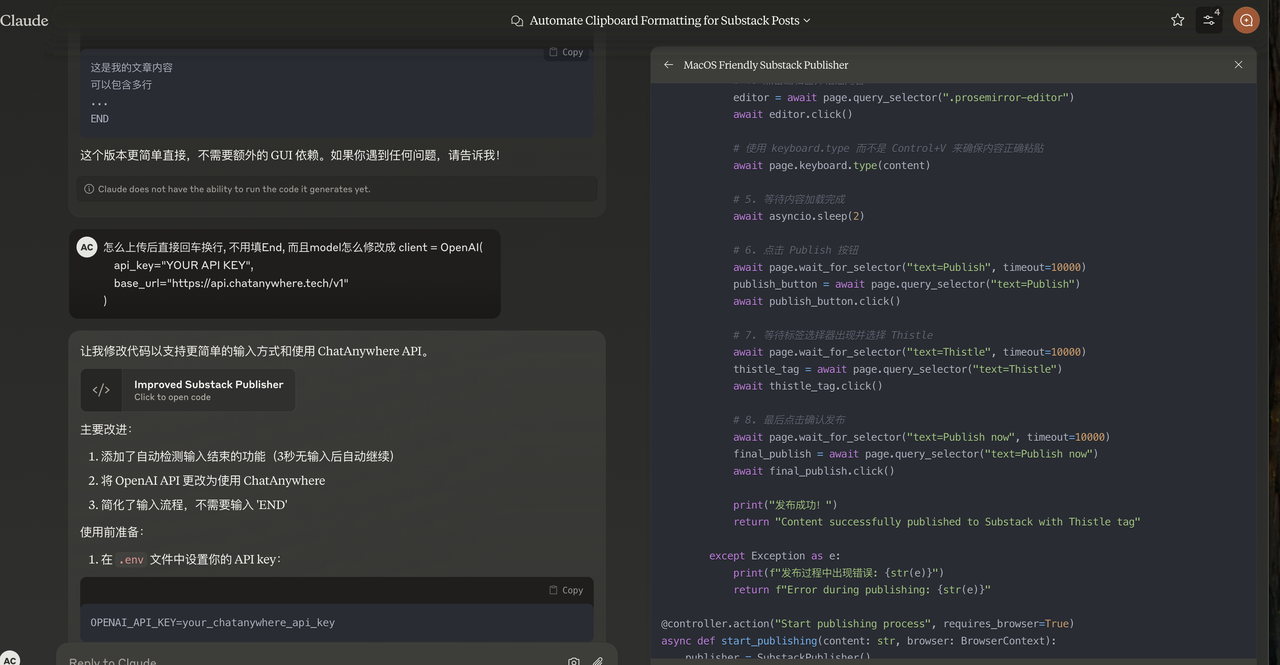 Claude
Automate Clipboard Formatting for Substack Posts
4
Copy
这是我的文章内容
可以包含多行
...
END
这个版本更简单直接，不需要额外的 GUI 依赖。如果你遇到任何问题，请告诉我！
Claude does not have the ability to run the code it generates yet.
AC
怎么上传后直接回车换行, 不用填End, 而且model怎么修改成 client = OpenAI(
api_key="YOUR API KEY",
base_url="https://api.chatanywhere.tech/v1"
)
让我修改代码以支持更简单的输入方式和使用 ChatAnywhere API。
</>
Improved Substack Publisher
Click to open code
主要改进：
1. 添加了自动检测输入结束的功能（3秒无输入后自动继续）
2. 将 OpenAI API 更改为使用 ChatAnywhere
3. 简化了输入流程，不需要输入 'END'
使用前准备：
1. 在 .env 文件中设置你的 API key：
Copy
OPENAI_API_KEY=your_chatanywhere_api_key
Reply to Claude
AC
MacOS Friendly Substack Publisher
editor = await page.query_selector(".prosemirror-editor")
await editor.click()
# 使用 keyboard.type 而不是 Control+V 来确保内容正确粘贴
await page.keyboard.type(content)
# 5. 等待内容加载完成
await asyncio.sleep(2)
# 6. 点击 Publish 按钮
await page.wait_for_selector("text=Publish", timeout=10000)
publish_button = await page.query_selector("text=Publish")
await publish_button.click()
# 7. 等待标签选择器出现并选择 Thistle
await page.wait_for_selector("text=Thistle", timeout=10000)
thistle_tag = await page.query_selector("text=Thistle")
await thistle_tag.click()
# 8. 最后点击确认发布
await page.wait_for_selector("text=Publish now", timeout=10000)
final_publish = await page.query_selector("text=Publish now")
await final_publish.click()
print("发布成功！")
return "Content successfully published to Substack with Thistle tag"
except Exception as e:
print(f"发布过程中出现错误: {str(e)}")
return f"Error during publishing: {str(e)}"
@controller.action("Start publishing process", requires_browser=True)
async def start_publishing(content: str, browser: BrowserContext):
publisher = SubstackPublisher()